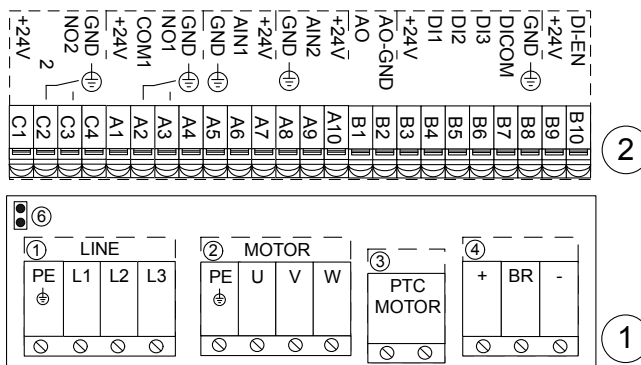 +24V 2 NO2 GND +24V COM1 NO1 GND GND AIN1 +24V GND AIN2 +24V AO AO-GND +24V DI1 DI2 DI3 DICOM GND +24V DI-EN
C1 C2 C3 C4 A1 A2 A3 A4 A5 A6 A7 A8 A9 A10 B1 B2 B3 B4 B5 B6 B7 B8 B9 B10
2
6
1 LINE
PE L1 L2 L3
2 MOTOR
PE U V W
3
PTC
MOTOR
4
+ BR -
1